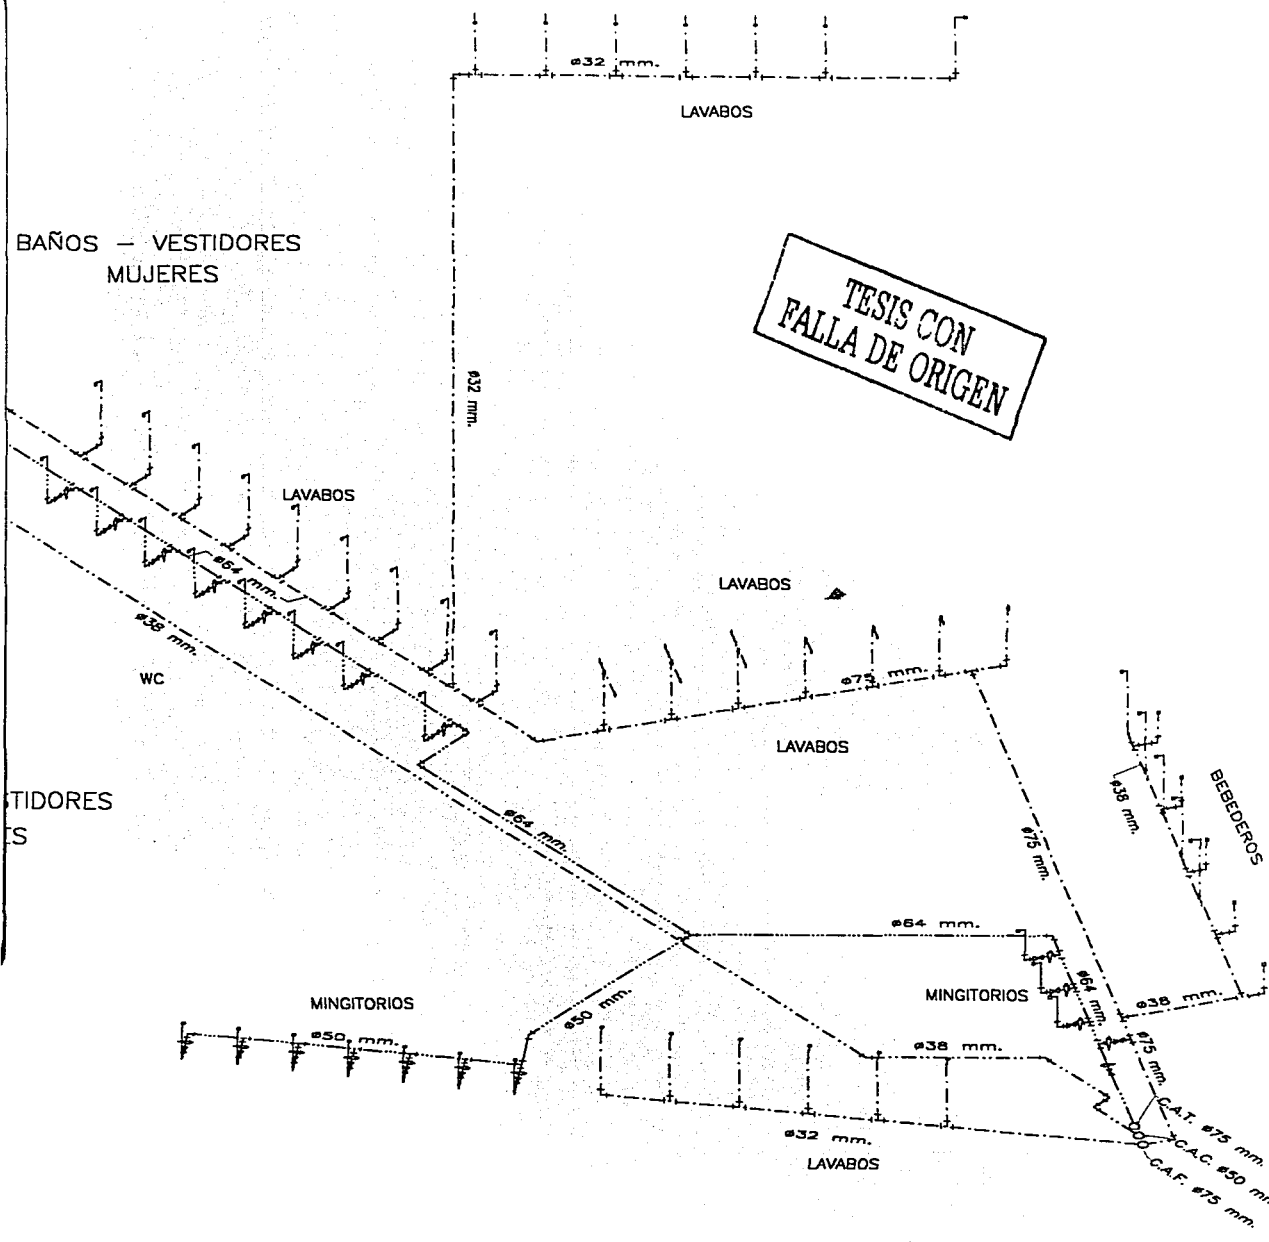 ø32 mm.
LAVABOS
BAÑOS – VESTIDORES
MUJERES
TESIS CON
FALLA DE ORIGEN
ø32 mm.
LAVABOS
ø64 mm.
LAVABOS
ø38 mm.
WC
ø75 mm.
LAVABOS
ø38 mm.
BEBEDEROS
TIDORES
ES
ø64 mm.
ø75 mm.
ø64 mm.
MINGITORIOS
ø50 mm.
MINGITORIOS
ø64 mm.
ø38 mm.
ø50 mm.
ø38 mm.
ø75 mm.
C.A.T. ø75 mm.
ø32 mm.
C.A.C. ø50 mm.
LAVABOS
C.A.F. ø75 mm.